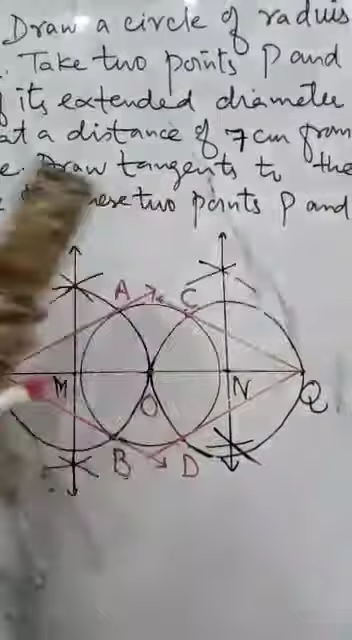 Draw a circle of raduis
. Take two points P and
its extended diameter
at a distance of 7 cm from
e. Draw tangents to the
these two points P and
A C
M O N Q
B D